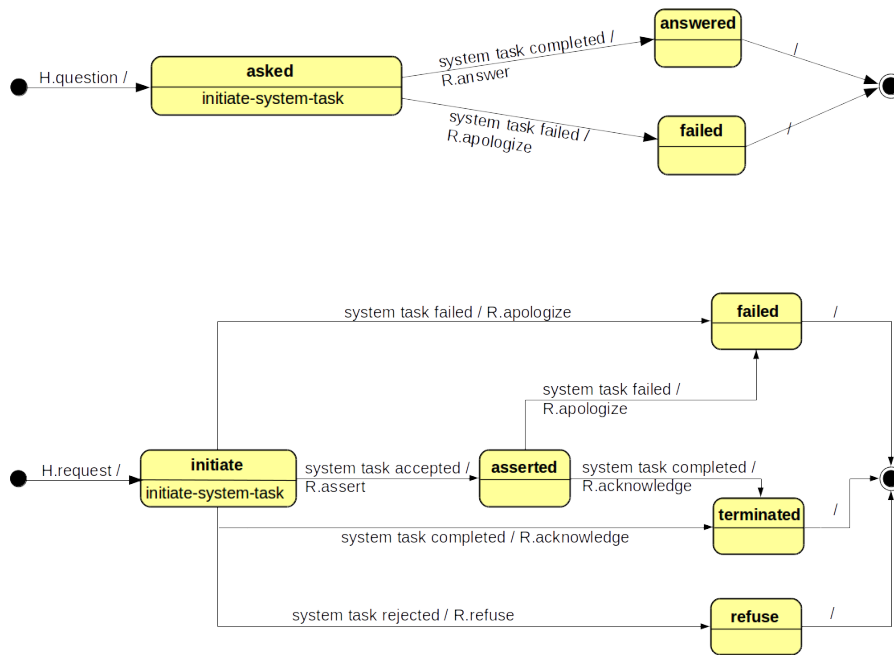 answered
system task completed /
R.answer
/
H.question /
asked
initiate-system-task
system task failed /
R.apologize
failed
/
system task failed / R.apologize
failed
/
system task failed /
R.apologize
H.request /
initiate
initiate-system-task
system task accepted /
R.assert
asserted
system task completed /
R.acknowledge
terminated
/
system task completed / R.acknowledge
system task rejected / R.refuse
refuse
/